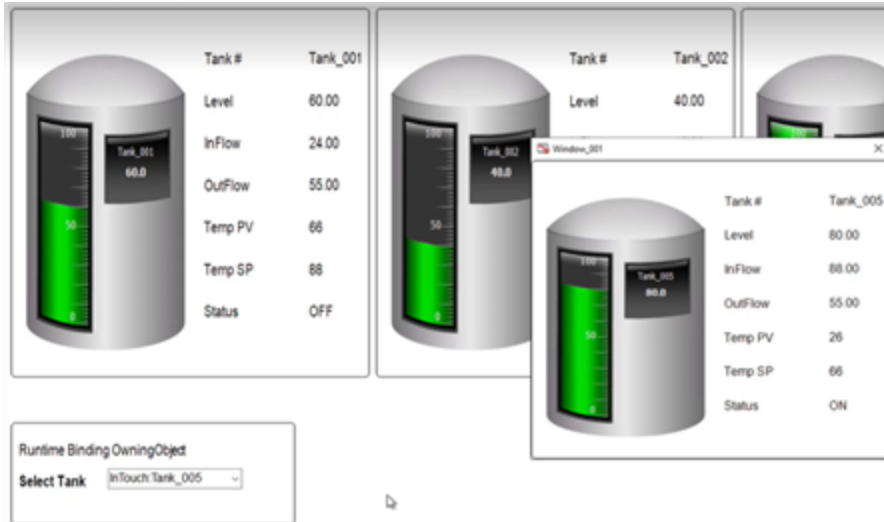 Tank # Tank_001
Level 60.00
InFlow 24.00
OutFlow 55.00
Temp PV 66
Temp SP 88
Status OFF
100
50
0
Tank_001
60.0
Tank # Tank_002
Level 40.00
100
50
0
Tank_002
40.0
100
Window_001
Tank # Tank_005
Level 80.00
InFlow 88.00
OutFlow 55.00
Temp PV 26
Temp SP 66
Status ON
100
50
0
Tank_005
80.0
Runtime Binding OwningObject
Select Tank InTouch:Tank_005